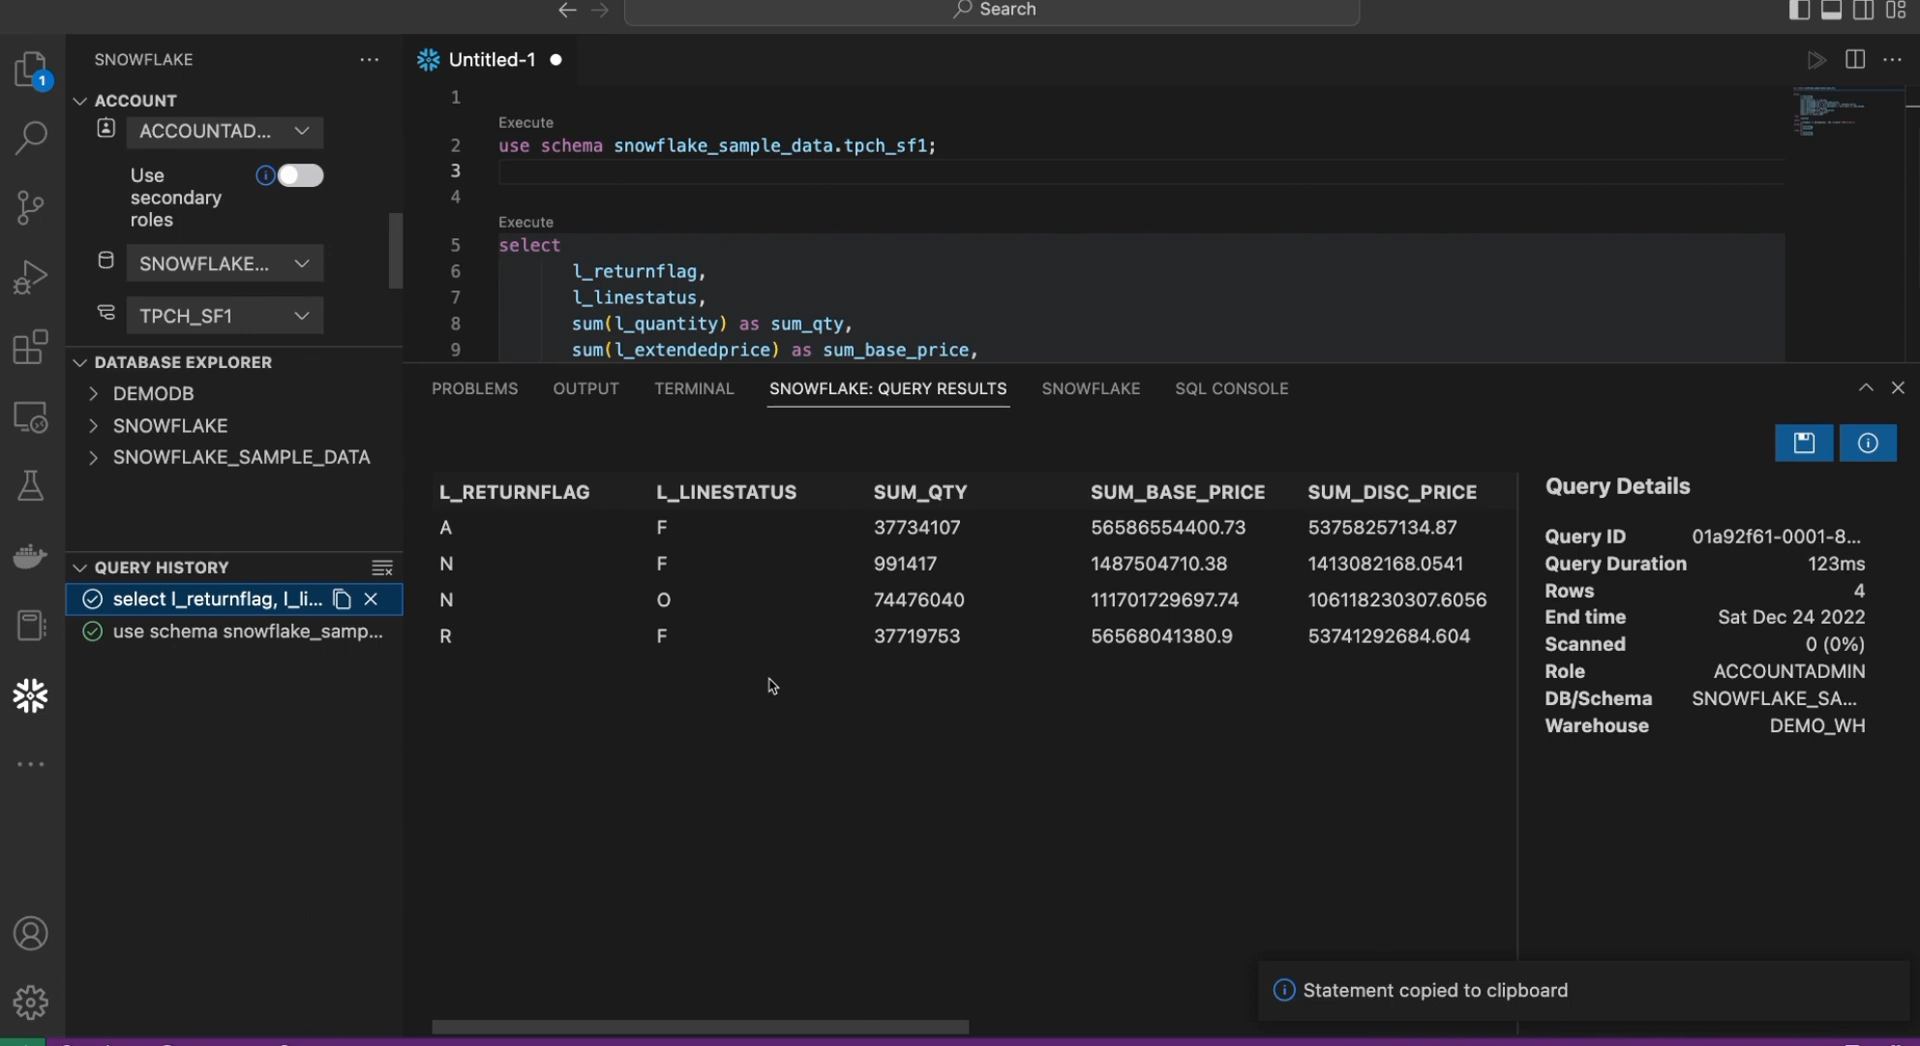 Search
SNOWFLAKE
Untitled-1
1
ACCOUNT
ACCOUNTAD...
Use
secondary
roles
SNOWFLAKE...
TPCH_SF1
DATABASE EXPLORER
DEMODB
SNOWFLAKE
SNOWFLAKE_SAMPLE_DATA
QUERY HISTORY
select l_returnflag, l_li...
use schema snowflake_samp...
1
Execute
2 use schema snowflake_sample_data.tpch_sf1;
3
4
Execute
5 select
6 l_returnflag,
7 l_linestatus,
8 sum(l_quantity) as sum_qty,
9 sum(l_extendedprice) as sum_base_price,
PROBLEMS OUTPUT TERMINAL SNOWFLAKE: QUERY RESULTS SNOWFLAKE SQL CONSOLE
L_RETURNFLAG L_LINESTATUS SUM_QTY SUM_BASE_PRICE SUM_DISC_PRICE
A F 37734107 56586554400.73 53758257134.87
N F 991417 1487504710.38 1413082168.0541
N O 74476040 111701729697.74 106118230307.6056
R F 37719753 56568041380.9 53741292684.604
Query Details
Query ID 01a92f61-0001-8...
Query Duration 123ms
Rows 4
End time Sat Dec 24 2022
Scanned 0 (0%)
Role ACCOUNTADMIN
DB/Schema SNOWFLAKE_SA...
Warehouse DEMO_WH
Statement copied to clipboard